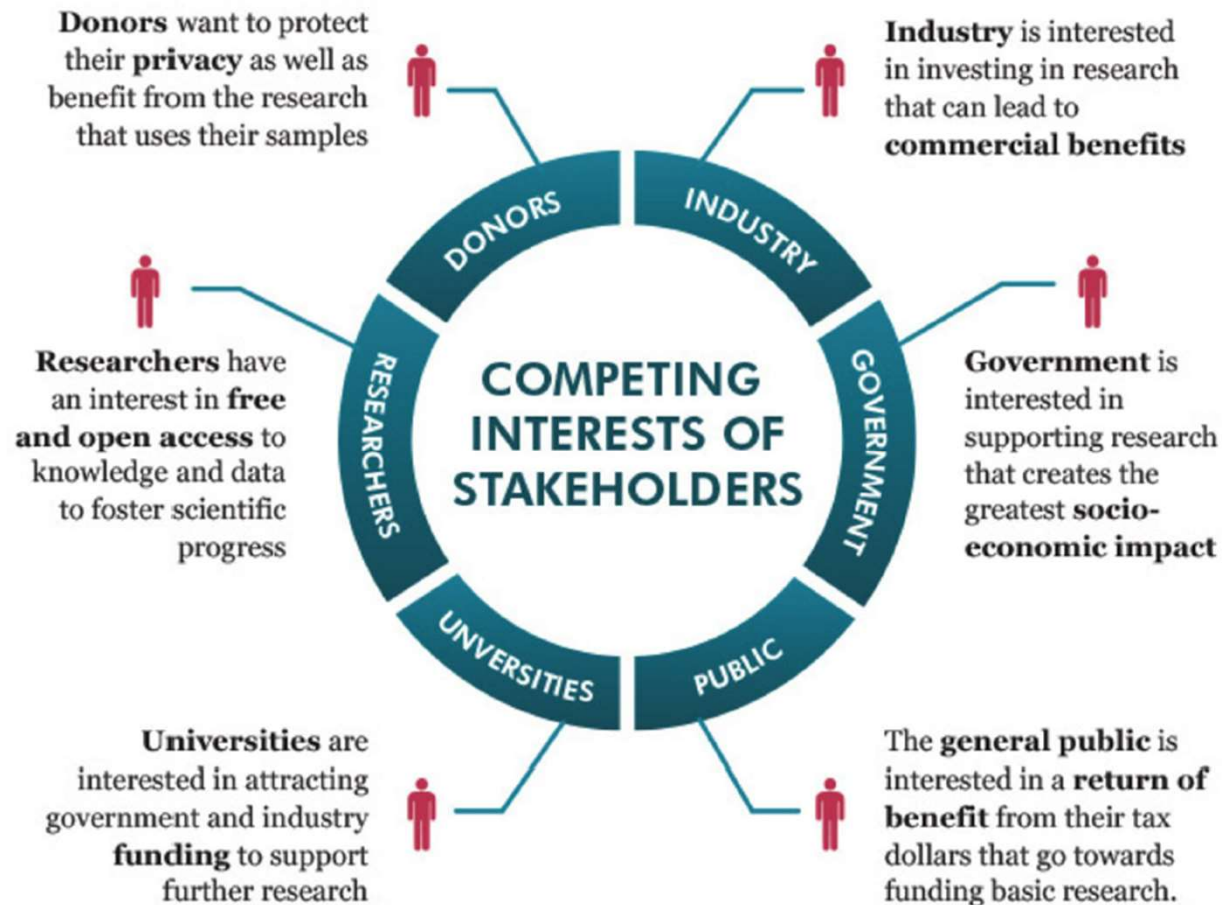 Donors want to protect
their privacy as well as
benefit from the research
that uses their samples
Industry is interested
in investing in research
that can lead to
commercial benefits
DONORS
INDUSTRY
Researchers have
an interest in free
and open access to
knowledge and data
to foster scientific
progress
RESEARCHERS
COMPETING
INTERESTS OF
STAKEHOLDERS
GOVERNMENT
Government is
interested in
supporting research
that creates the
greatest socio-
economic impact
UNVERSITIES
PUBLIC
Universities are
interested in attracting
government and industry
funding to support
further research
The general public is
interested in a return of
benefit from their tax
dollars that go towards
funding basic research.